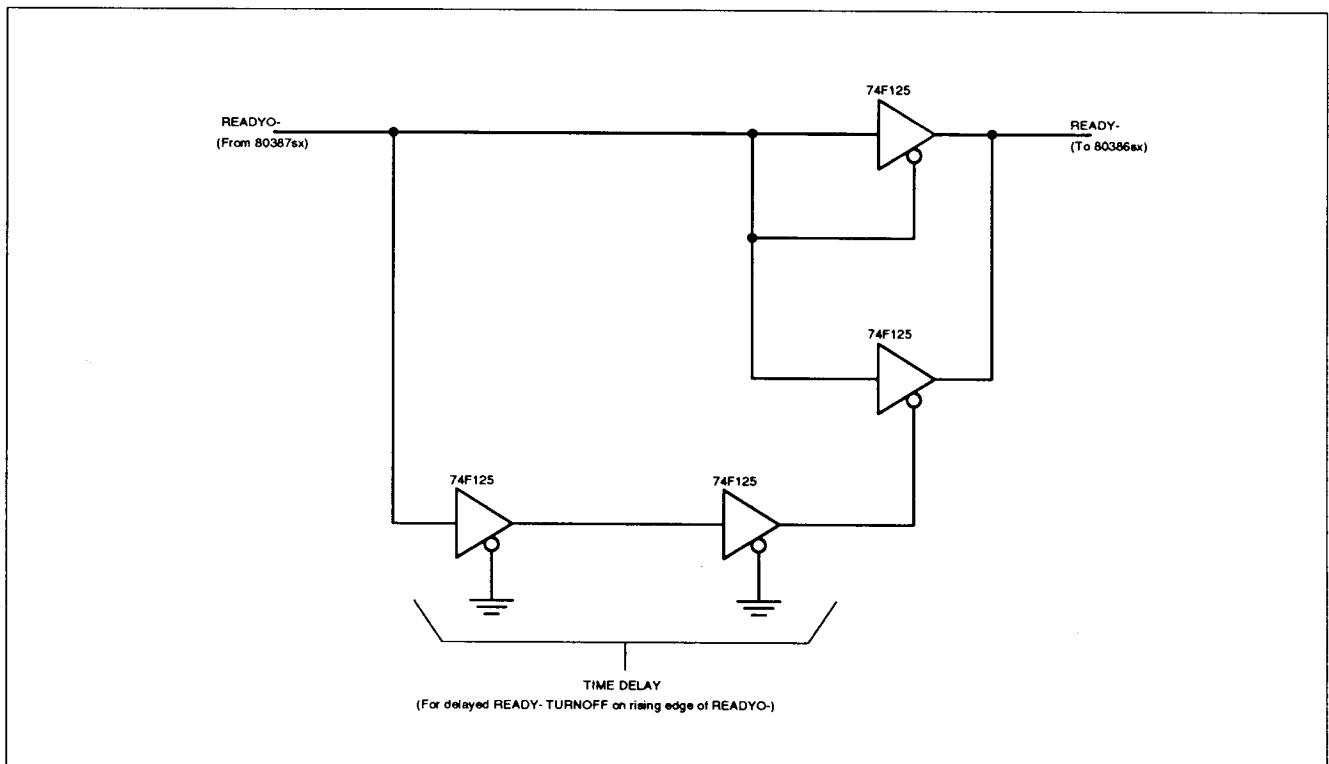 74F125
READYO-
(From 80387sx)
READY-
(To 80386sx)
74F125
74F125
74F125
TIME DELAY
(For delayed READY- TURNOFF on rising edge of READYO-)